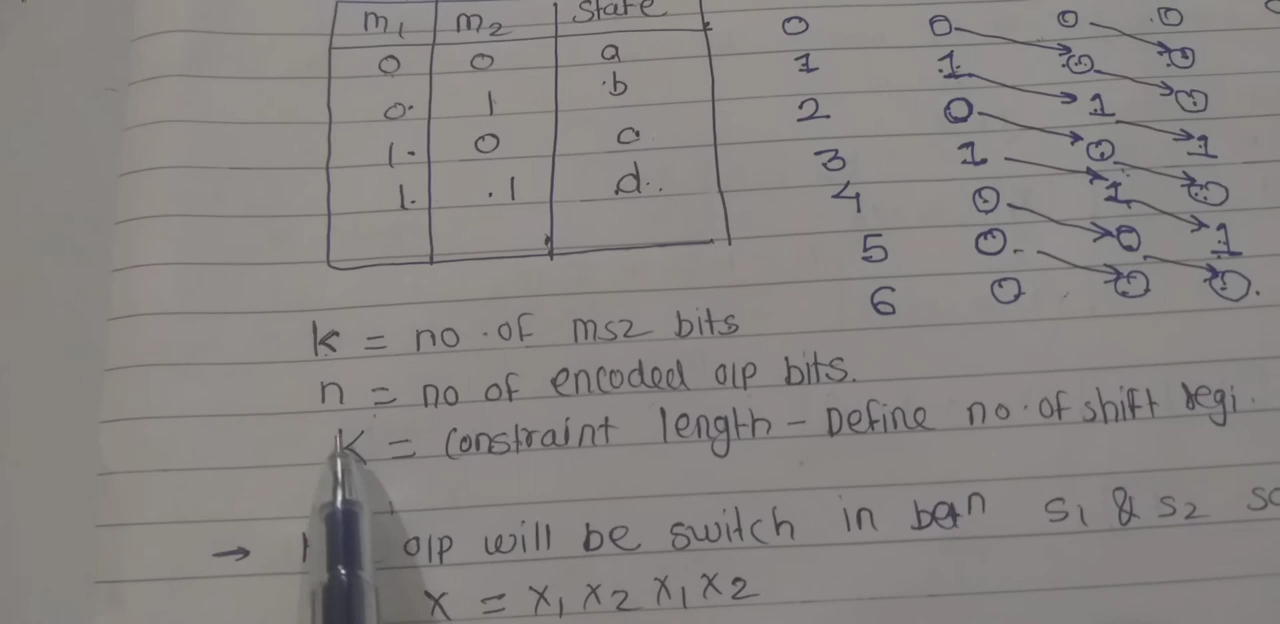 m1 m2 State
0 0 a
0 1 b
1 0 c
1 1 d
0 0 0 0
1 1 0 0
2 0 1 0
3 1 0 1
4 0 1 0
5 0 0 1
6 0 0 0
k = no of msz bits
n = no of encoded o/p bits.
k = constraint length - Define no. of shift regi.
→ o/p will be switch in betn s1 & s2
x = x1 x2 x1 x2